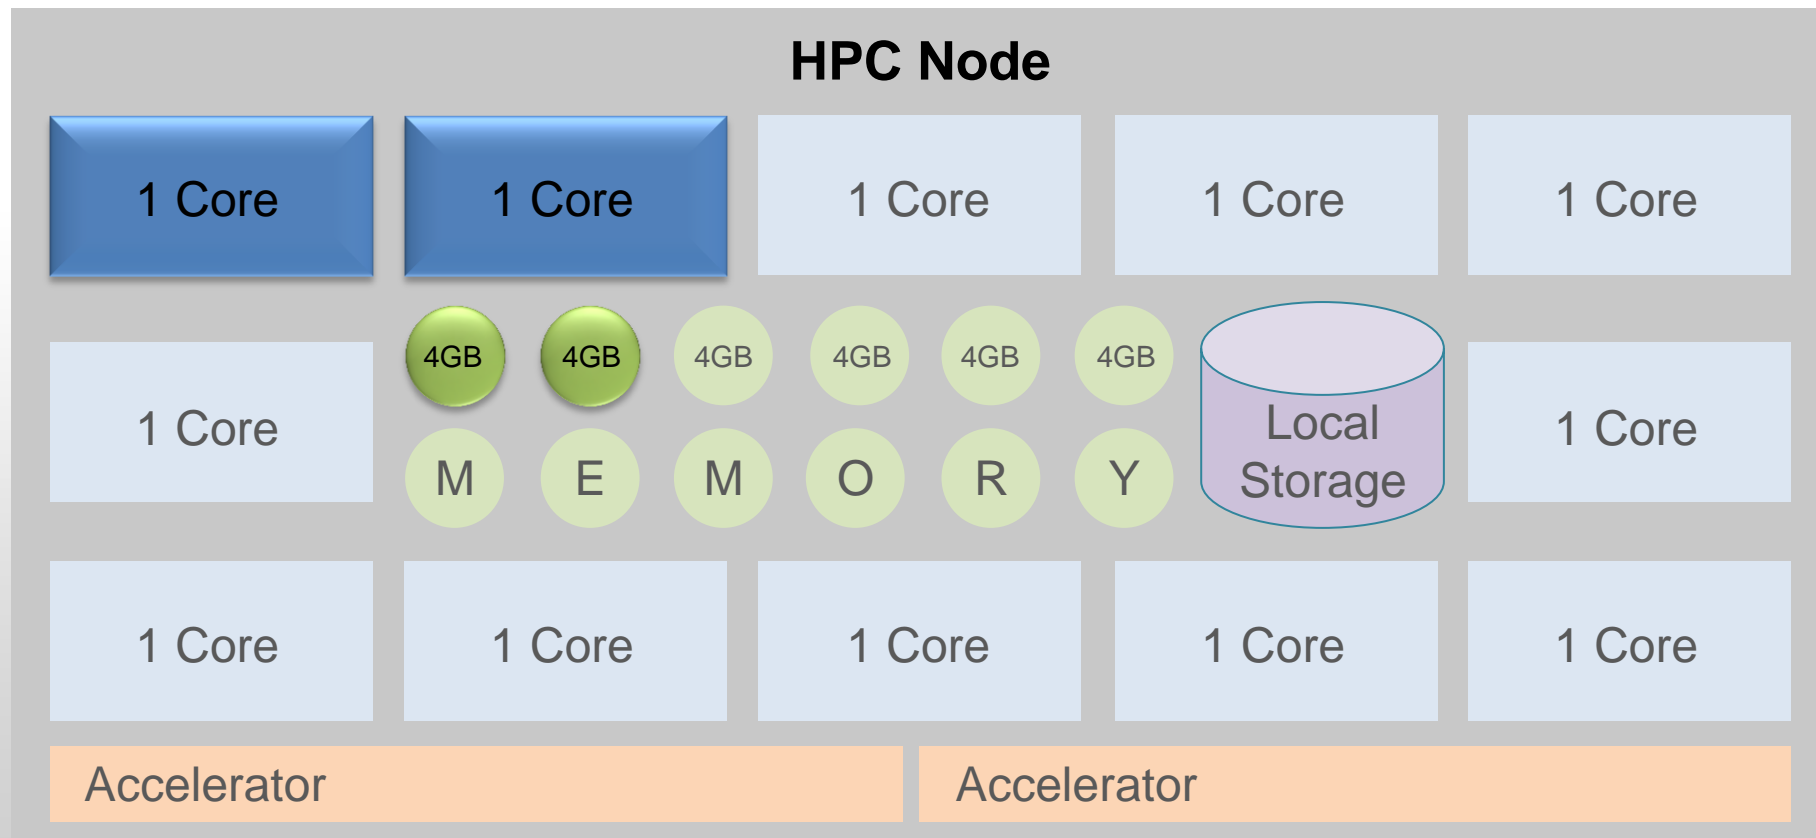 HPC Node
1 Core 1 Core 1 Core 1 Core 1 Core
1 Core 4GB 4GB 4GB 4GB 4GB 4GB Local Storage 1 Core
M E M O R Y
1 Core 1 Core 1 Core 1 Core 1 Core
Accelerator Accelerator